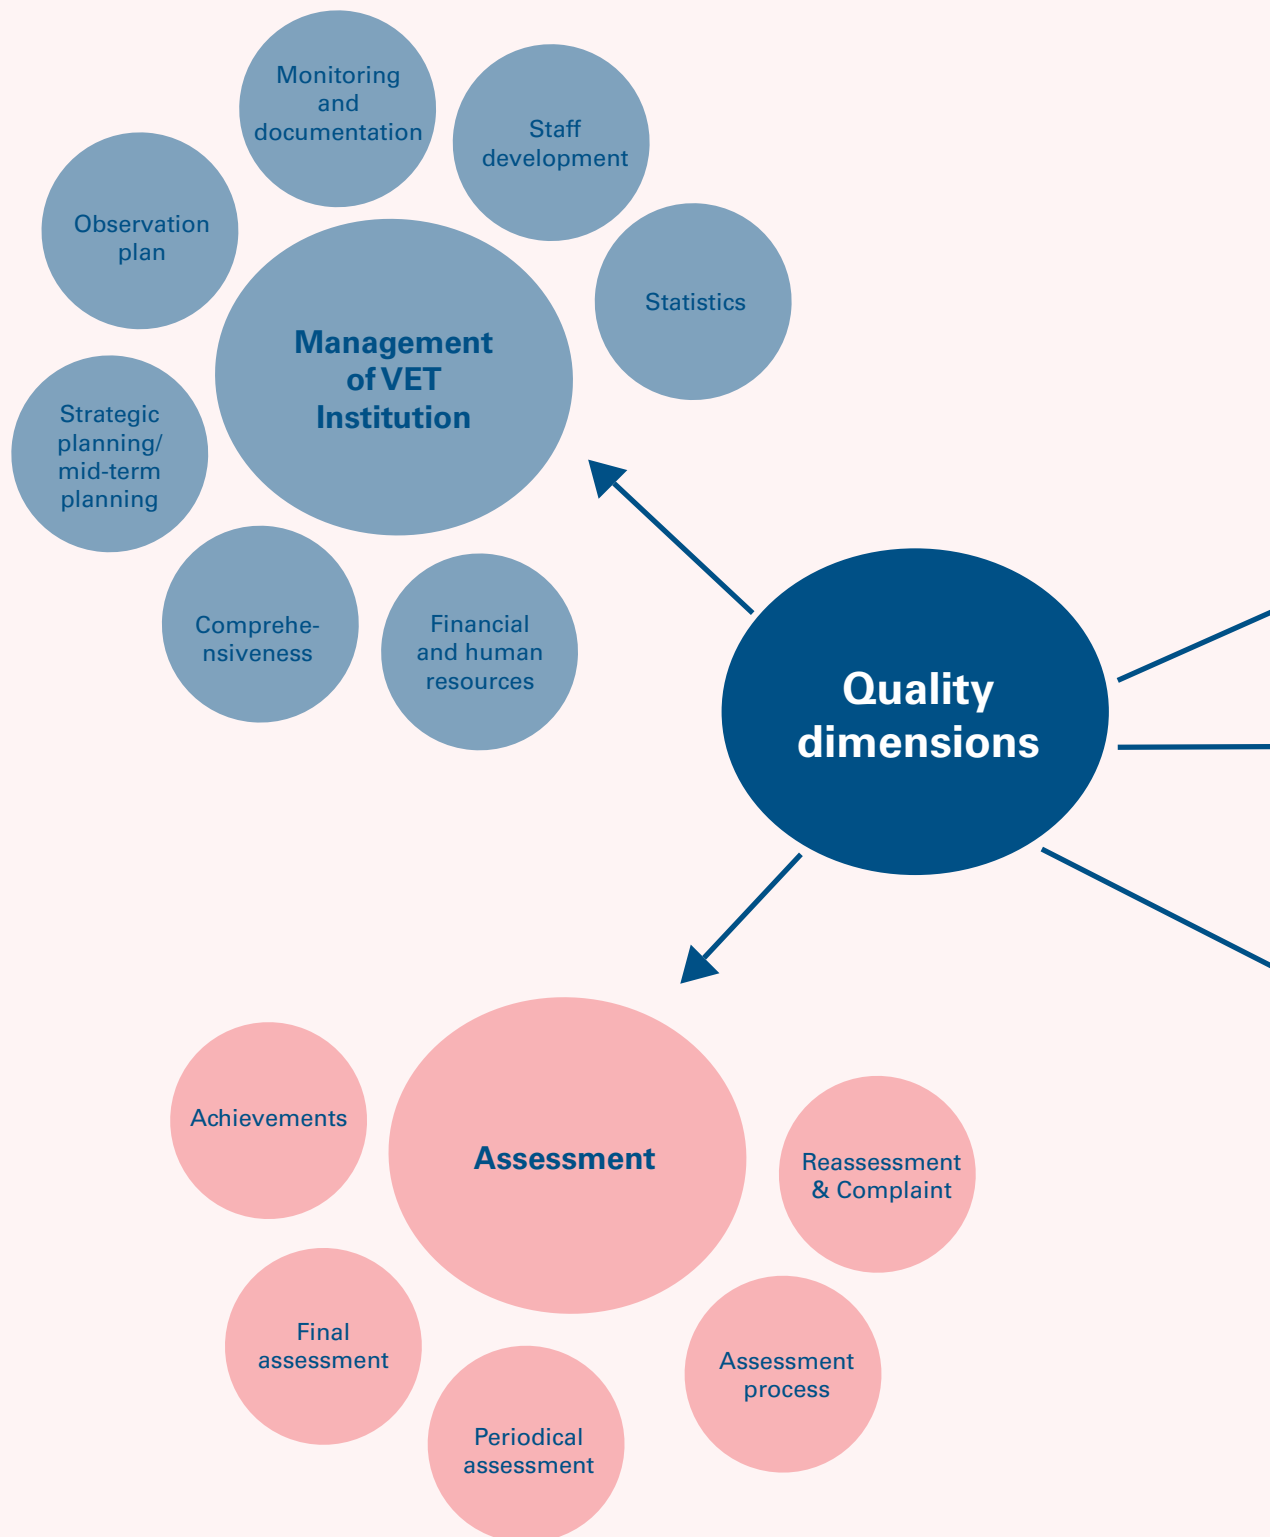 Monitoring
and
documentation
Staff
development
Observation
plan
Statistics
Management
of VET
Institution
Strategic
planning/
mid-term
planning
Comprehe-
nsiveness
Financial
and human
resources
Quality
dimensions
Achievements
Assessment
Reassessment
& Complaint
Final
assessment
Assessment
process
Periodical
assessment